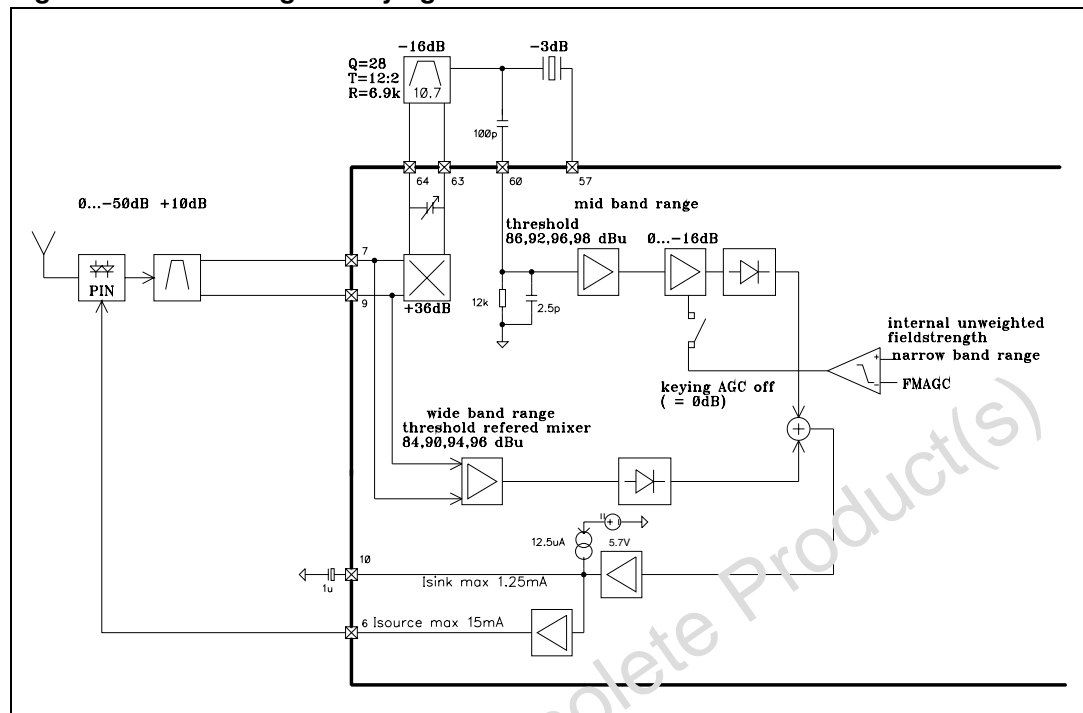 -16dB
-3dB
Q=28
T=12:2
R=6.9k
10.7
100p
64
63
60
57
0...-50dB +10dB
mid band range
threshold
86,92,96,98 dBu
0...-16dB
7
PIN
9
+36dB
12k
2.5p
internal unweighted
fieldstrength
narrow band range
+
-
FMAGC
keying AGC off
( = 0dB)
wide band range
threshold refered mixer
84,90,94,96 dBu
+
12.5uA
5.7V
10
1u
Isink max 1.25mA
6
Isource max 15mA
olete Product(s)